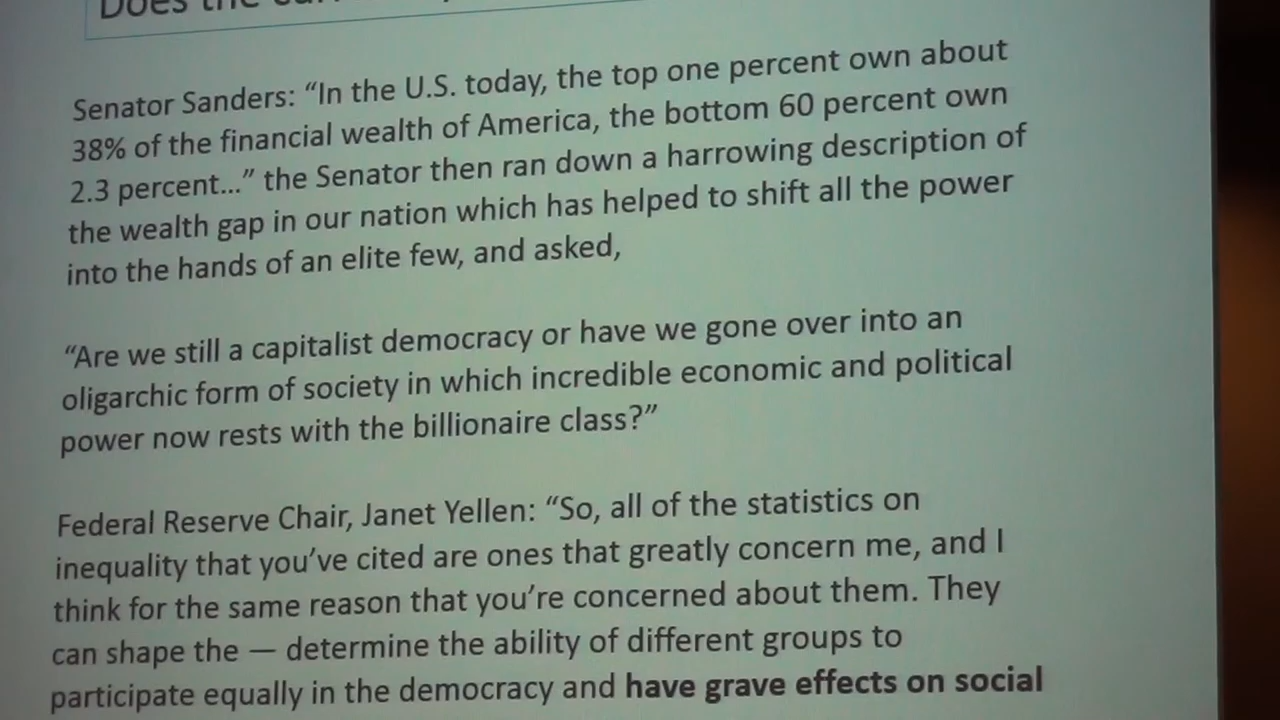 Does the
Senator Sanders: “In the U.S. today, the top one percent own about
38% of the financial wealth of America, the bottom 60 percent own
2.3 percent...” the Senator then ran down a harrowing description of
the wealth gap in our nation which has helped to shift all the power
into the hands of an elite few, and asked,
“Are we still a capitalist democracy or have we gone over into an
oligarchic form of society in which incredible economic and political
power now rests with the billionaire class?”
Federal Reserve Chair, Janet Yellen: “So, all of the statistics on
inequality that you’ve cited are ones that greatly concern me, and I
think for the same reason that you’re concerned about them. They
can shape the — determine the ability of different groups to
participate equally in the democracy and have grave effects on social